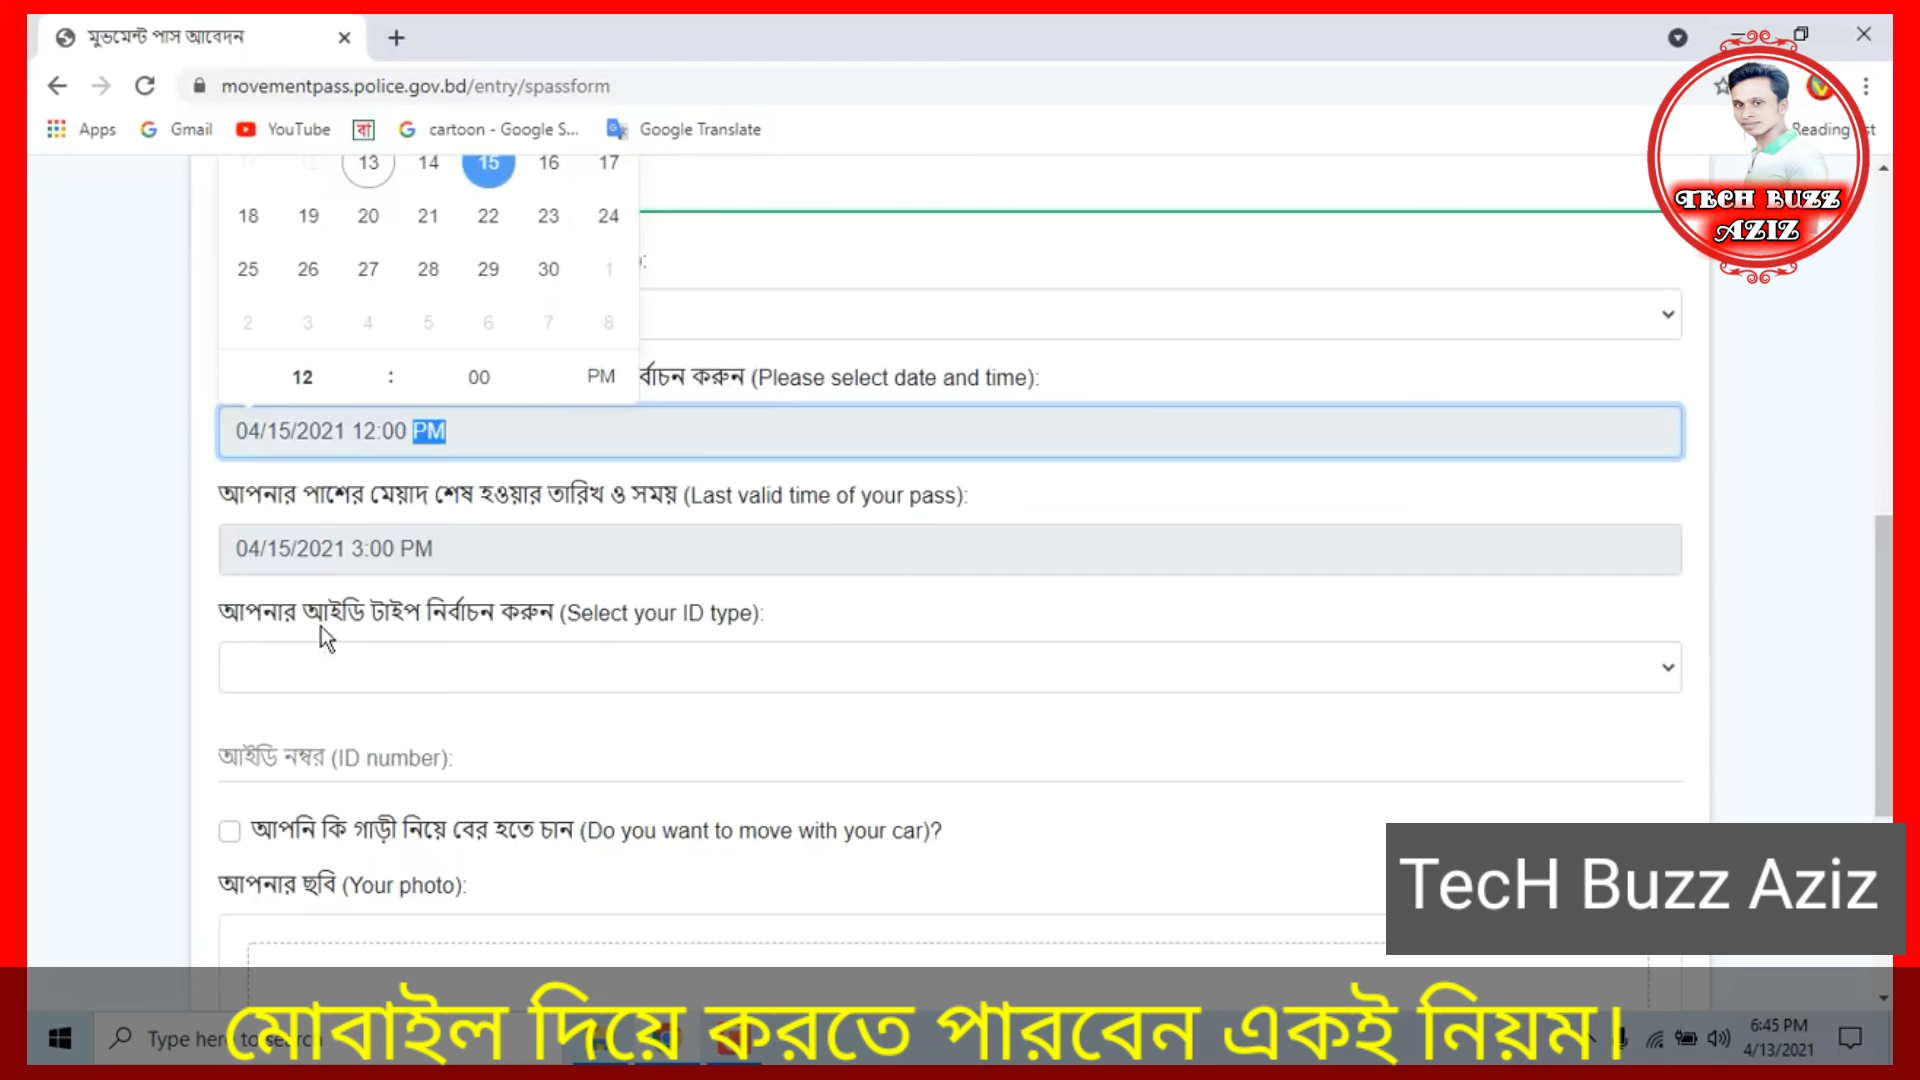 মুভমেন্ট পাস আবেদন
movementpass.police.gov.bd/entry/spassform
Apps
Gmail
YouTube
বা
cartoon - Google S...
Google Translate
Reading
TECH BUZZ
AZIZ
13 14 15 16 17
18 19 20 21 22 23 24
25 26 27 28 29 30 1
2 3 4 5 6 7 8
12 : 00 PM
র্বাচন করুন (Please select date and time):
04/15/2021 12:00 PM
আপনার পাশের মেয়াদ শেষ হওয়ার তারিখ ও সময় (Last valid time of your pass):
04/15/2021 3:00 PM
আপনার আইডি টাইপ নির্বাচন করুন (Select your ID type):
আইডি নম্বর (ID number):
আপনি কি গাড়ী নিয়ে বের হতে চান (Do you want to move with your car)?
আপনার ছবি (Your photo):
TecH Buzz Aziz
মোবাইল দিয়ে করতে পারবেন একই নিয়ম।
Type here to search
6:45 PM
4/13/2021